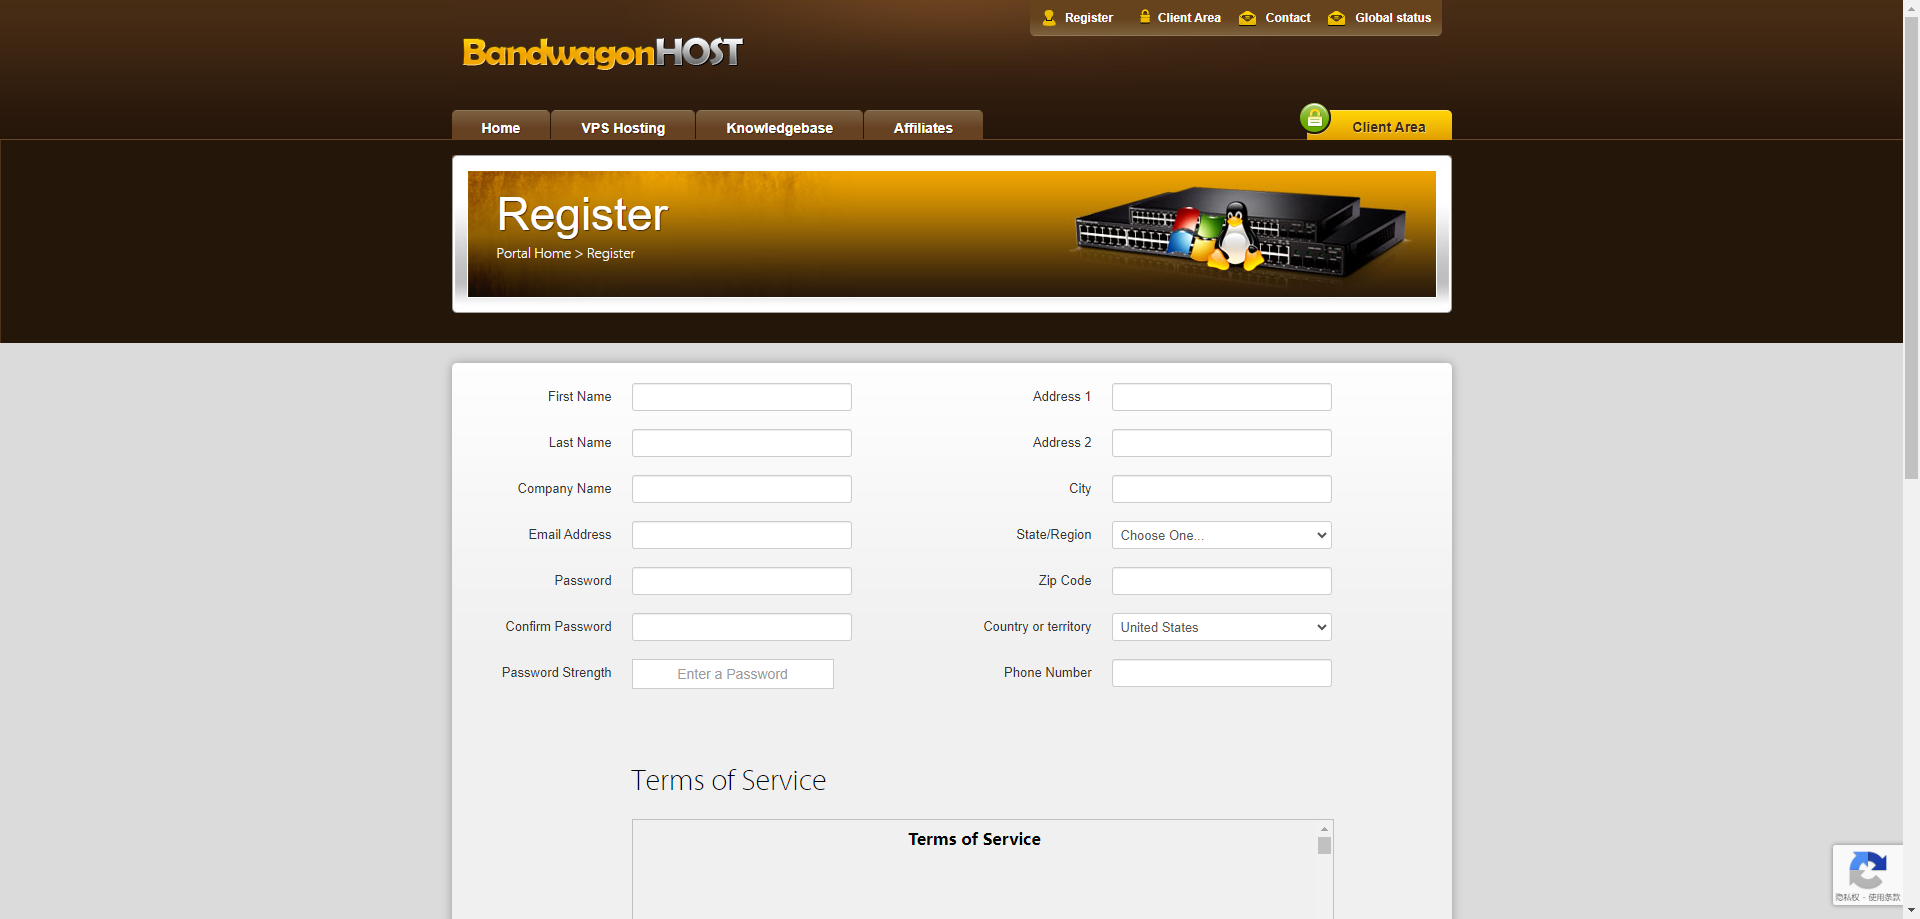 Register
Client Area
Contact
Global status
BandwagonHOST
Home
VPS Hosting
Knowledgebase
Affiliates
Client Area
Register
Portal Home > Register
First Name
Address 1
Last Name
Address 2
Company Name
City
Email Address
State/Region
Choose One...
Password
Zip Code
Confirm Password
Country or territory
United States
Password Strength
Enter a Password
Phone Number
Terms of Service
Terms of Service
隐私权 - 使用条款